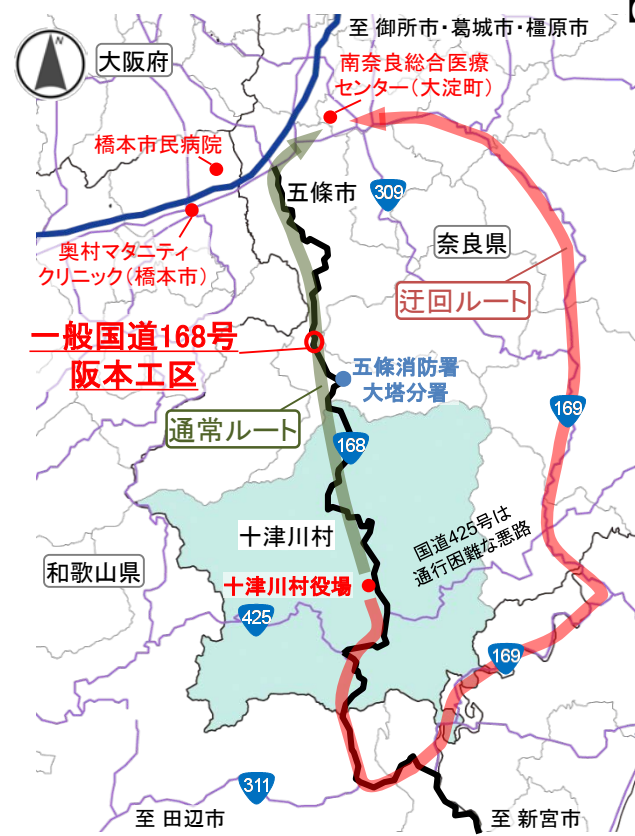 【
至 御所市・葛城市・橿原市
N
大阪府
南奈良総合医療
センター（大淀町）
橋本市民病院
五條市
309
奈良県
奥村マタニティ
クリニック（橋本市）
迂回ルート
一般国道168号
阪本工区
五條消防署
大塔分署
169
通常ルート
168
十津川村
国道425号は
通行困難な悪路
和歌山県
十津川村役場
425
169
311
至 田辺市
至 新宮市